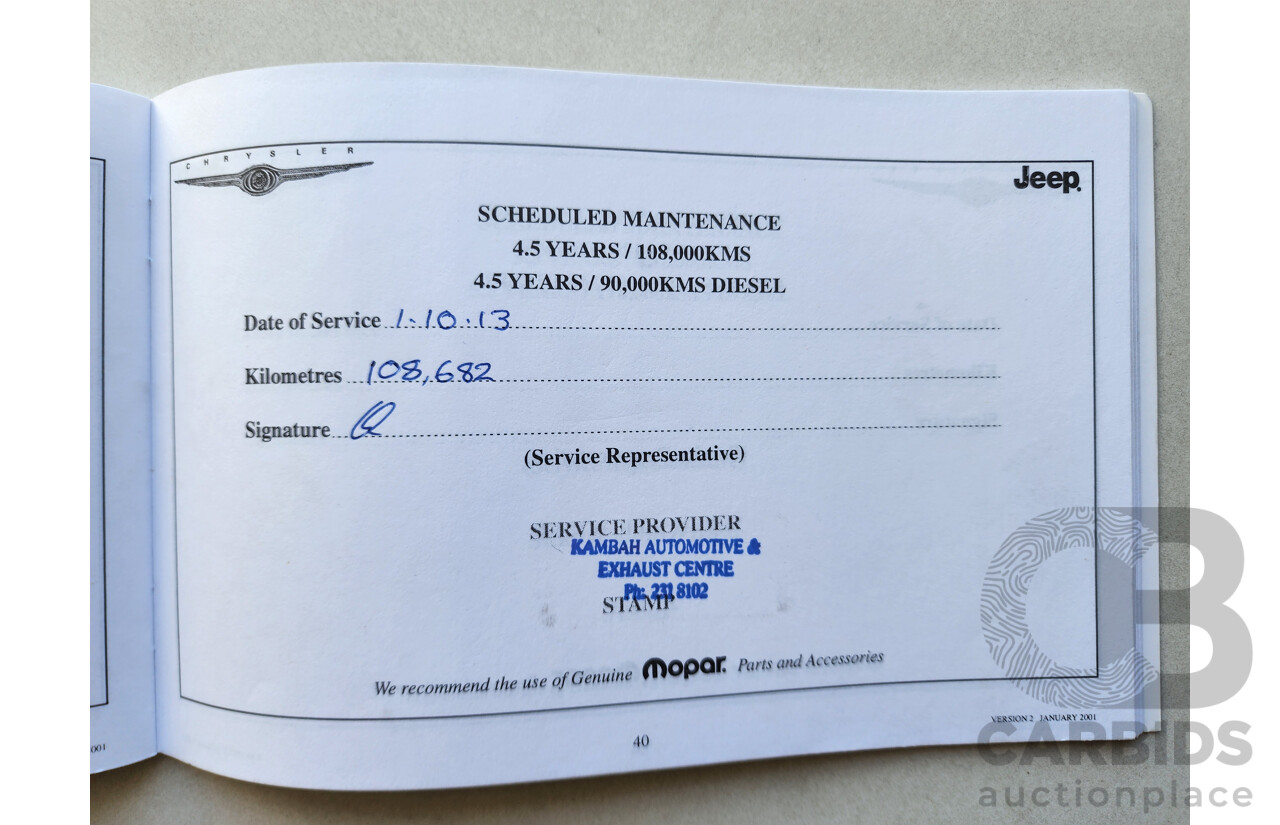 CHRYSLER
Jeep
SCHEDULED MAINTENANCE
4.5 YEARS / 108,000KMS
4.5 YEARS / 90,000KMS DIESEL
Date of Service 1.10.13
Kilometres 108,682
Signature
(Service Representative)
SERVICE PROVIDER
KAMBAH AUTOMOTIVE &
EXHAUST CENTRE
Ph: 231 8102
STAMP
We recommend the use of Genuine Mopar. Parts and Accessories
VERSION 2 JANUARY 2001
40
001
CB
CARBIDS
auctionplace